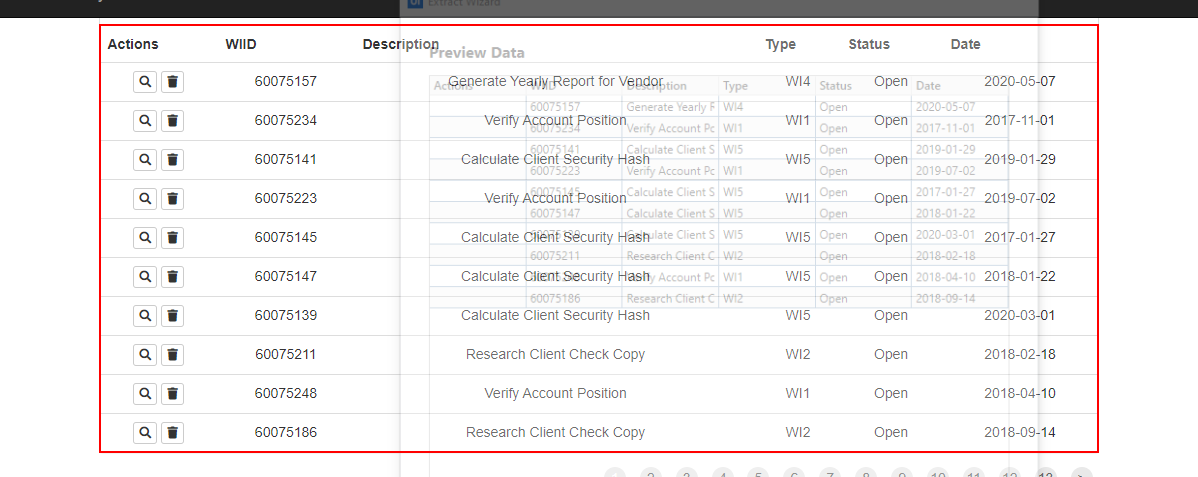 Extract Wizard
Actions WIID Description Type Status Date
Preview Data
60075157 Generate Yearly Report for Vendor WI4 Open 2020-05-07
60075234 Verify Account Position WI1 Open 2017-11-01
60075141 Calculate Client Security Hash WI5 Open 2019-01-29
60075223 Verify Account Position WI1 Open 2019-07-02
60075145 Calculate Client Security Hash WI5 Open 2017-01-27
60075147 Calculate Client Security Hash WI5 Open 2018-01-22
60075139 Calculate Client Security Hash WI5 Open 2020-03-01
60075211 Research Client Check Copy WI2 Open 2018-02-18
60075248 Verify Account Position WI1 Open 2018-04-10
60075186 Research Client Check Copy WI2 Open 2018-09-14
Actions WIID Description Type Status Date
60075157 Generate Yearly F WI4 Open 2020-05-07
60075234 Verify Account Pc WI1 Open 2017-11-01
60075141 Calculate Client S WI5 Open 2019-01-29
60075223 Verify Account Pc WI1 Open 2019-07-02
60075145 Calculate Client S WI5 Open 2017-01-27
60075147 Calculate Client S WI5 Open 2018-01-22
Calculate Client S WI5 Open 2020-03-01
60075211 Research Client C WI2 Open 2018-02-18
Verify Account Pc WI1 Open 2018-04-10
60075186 Research Client C WI2 Open 2018-09-14
2 3 4 5 6 7 8 9 10 11 12 13 >